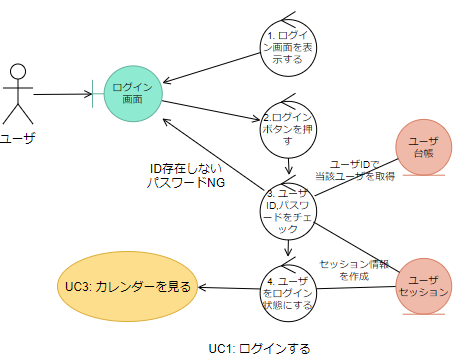 1. ログイ
ン画面を表
示する
ログイン
画面
ユーザ
2.ログイン
ボタンを押
す
ユーザ
台帳
ID存在しない
パスワードNG
ユーザIDで
当該ユーザを取得
3. ユーザ
ID,パスワ
ードをチェ
ック
セッション情報
を作成
UC3: カレンダーを見る
4. ユーザ
をログイン
状態にする
ユーザ
セッション
UC1: ログインする